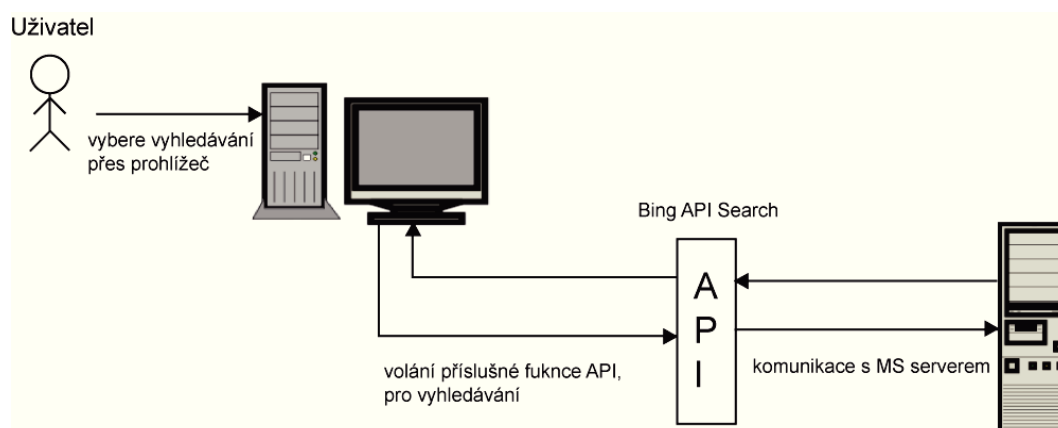 Uživatel
vybere vyhledávání
přes prohlížeč
Bing API Search
A
P
I
volání příslušné fuknce API,
pro vyhledávání
komunikace s MS serverem